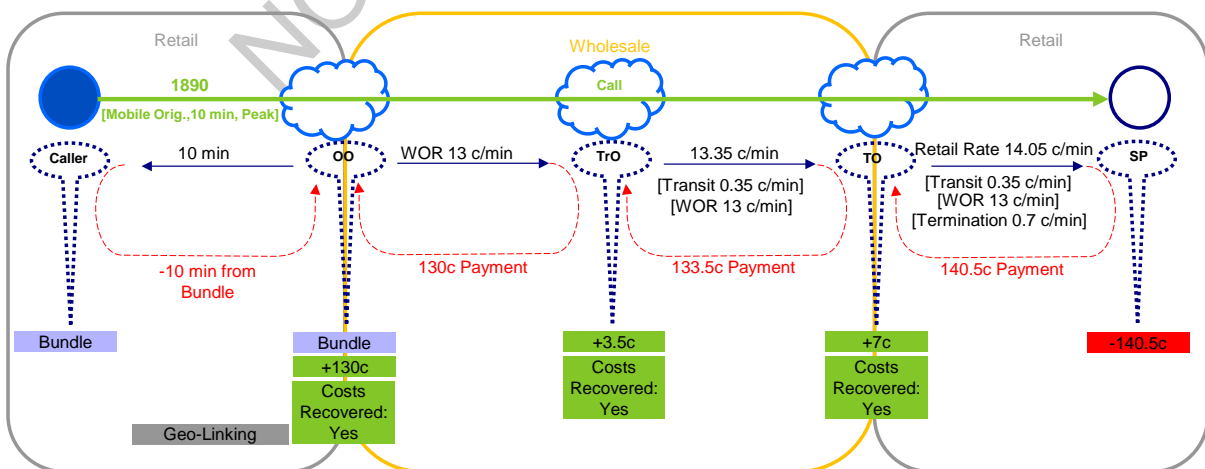 Retail
Wholesale
Retail
1890
[Mobile Orig.,10 min, Peak]
Call
Caller
10 min
OO
WOR 13 c/min
TrO
13.35 c/min
TO
Retail Rate 14.05 c/min
SP
[Transit 0.35 c/min]
[WOR 13 c/min]
[Transit 0.35 c/min]
[WOR 13 c/min]
[Termination 0.7 c/min]
-10 min from
Bundle
130c Payment
133.5c Payment
140.5c Payment
Bundle
Bundle
+130c
Costs
Recovered:
Yes
+3.5c
Costs
Recovered:
Yes
+7c
Costs
Recovered:
Yes
-140.5c
Geo-Linking